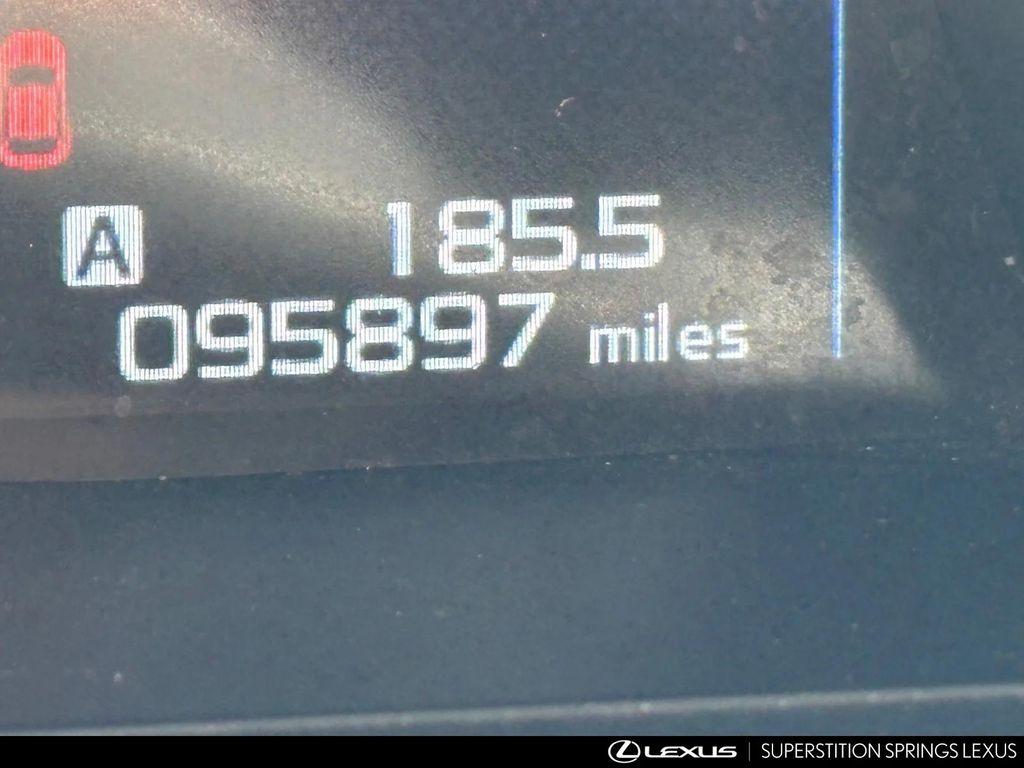 A 185.5
095897 miles
LEXUS | SUPERSTITION SPRINGS LEXUS